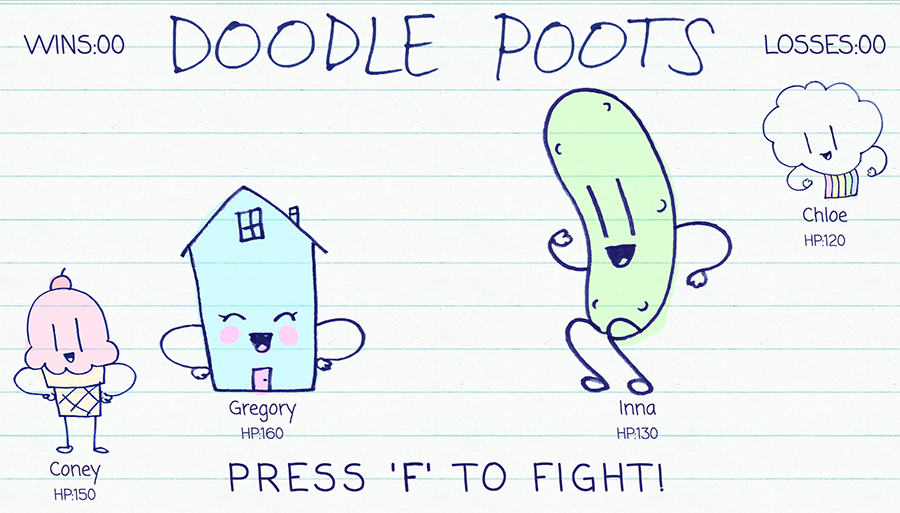 WINS:00
DOODLE POOTS
LOSSES:00
Chloe
HP:120
Gregory
HP:160
Inna
HP:130
Coney
HP:150
PRESS 'F' TO FIGHT!